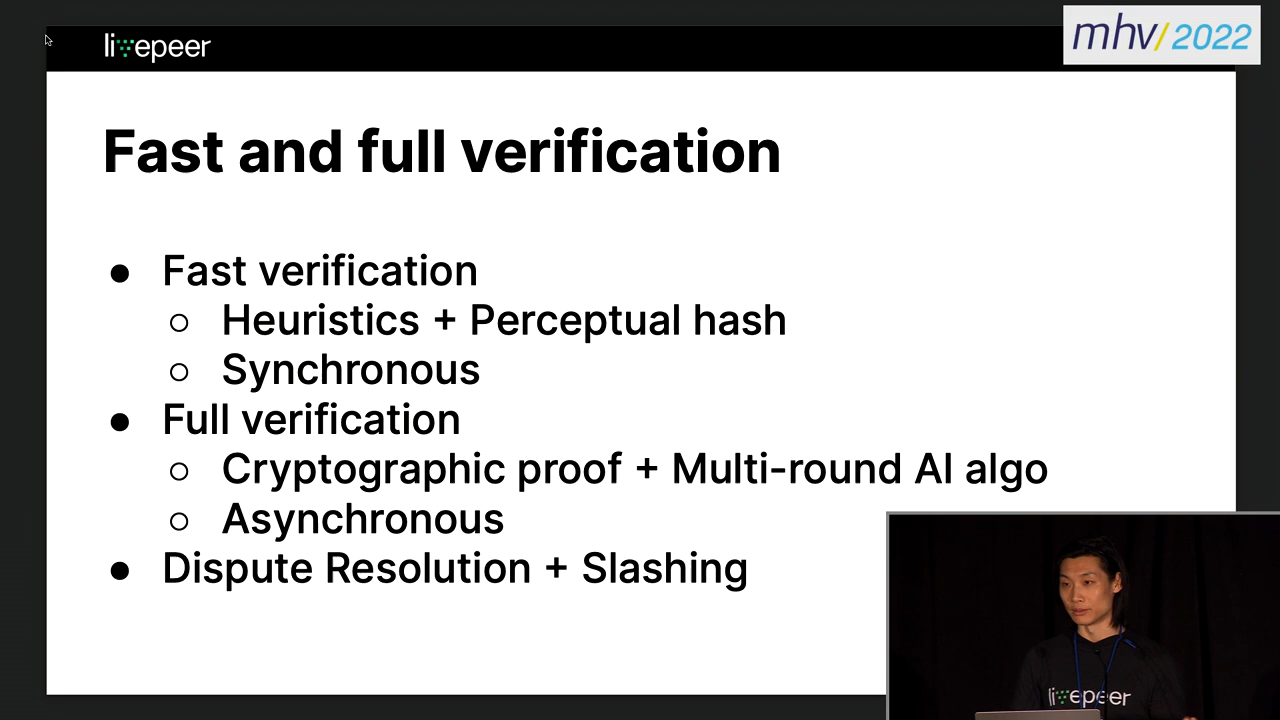 livepeer
mhv/2022
Fast and full verification
● Fast verification
○ Heuristics + Perceptual hash
○ Synchronous
● Full verification
○ Cryptographic proof + Multi-round AI algo
○ Asynchronous
● Dispute Resolution + Slashing
livepeer